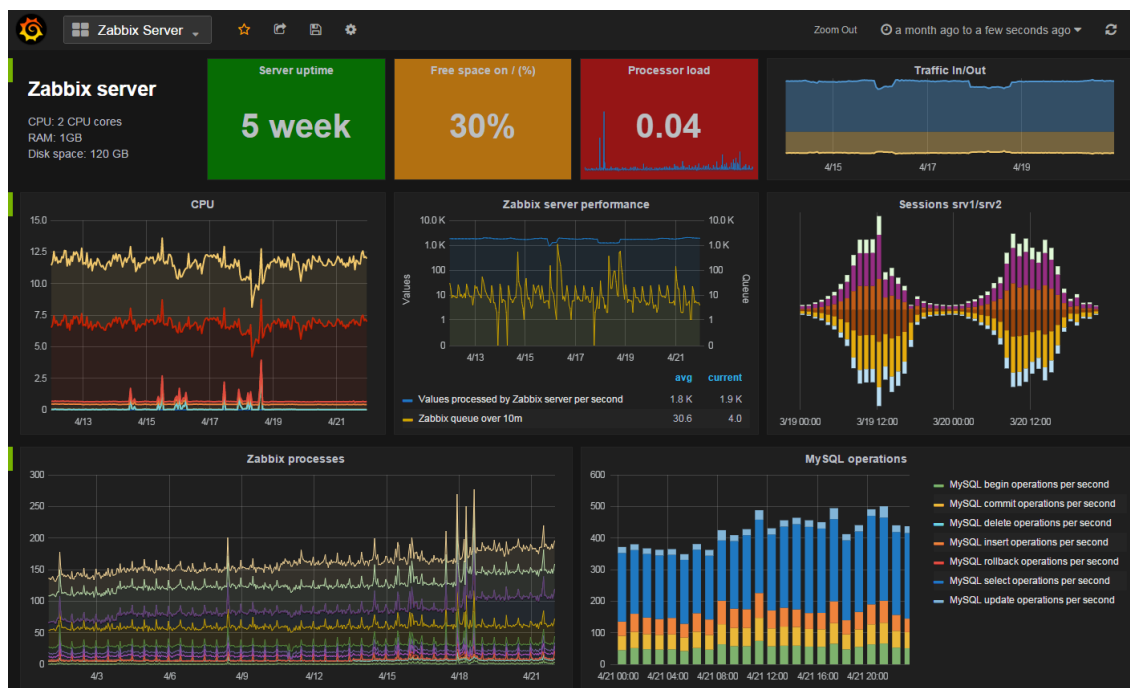 Zabbix Server
Zoom Out
a month ago to a few seconds ago
Zabbix server
CPU: 2 CPU cores
RAM: 1GB
Disk space: 120 GB
Server uptime
5 week
Free space on / (%)
30%
Processor load
0.04
Traffic In/Out
4/15 4/17 4/19
CPU
15.0
12.5
10.0
7.5
5.0
2.5
0
4/13 4/15 4/17 4/19 4/21
Zabbix server performance
Values
10.0 K
1.0 K
100
10
1
0
10.0 K
1.0 K
100
10
1
0
Queue
4/13 4/15 4/17 4/19 4/21
avg current
Values processed by Zabbix server per second 1.8 K 1.9 K
Zabbix queue over 10m 30.6 4.0
Sessions srv1/srv2
3/19 00:00 3/19 12:00 3/20 00:00 3/20 12:00
Zabbix processes
300
250
200
150
100
50
0
4/3 4/6 4/9 4/12 4/15 4/18 4/21
MySQL operations
600
500
400
300
200
100
0
4/21 00:00 4/21 04:00 4/21 08:00 4/21 12:00 4/21 16:00 4/21 20:00
MySQL begin operations per second
MySQL commit operations per second
MySQL delete operations per second
MySQL insert operations per second
MySQL rollback operations per second
MySQL select operations per second
MySQL update operations per second